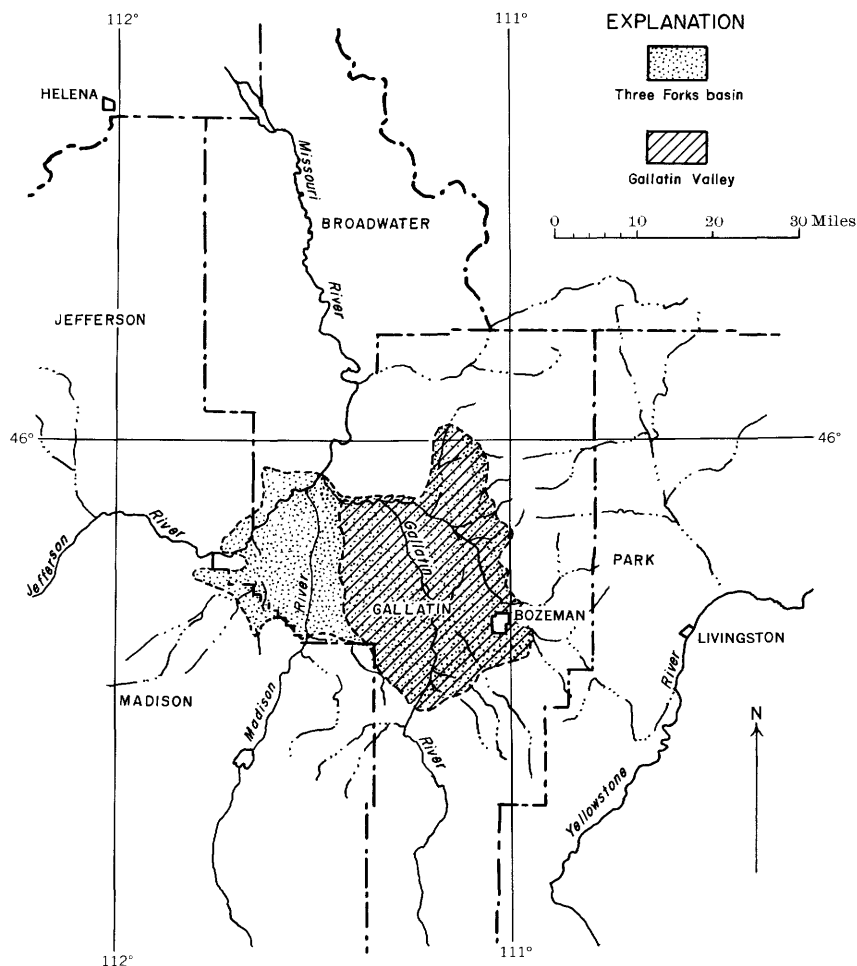 112°
111°
EXPLANATION
Three Forks basin
Gallatin Valley
0 10 20 30 Miles
HELENA
Missouri
BROADWATER
River
JEFFERSON
46°
46°
River
Jefferson
River
Gallatin
GALLATIN
BOZEMAN
PARK
LIVINGSTON
MADISON
Madison
River
River
Yellowstone
N
112°
111°